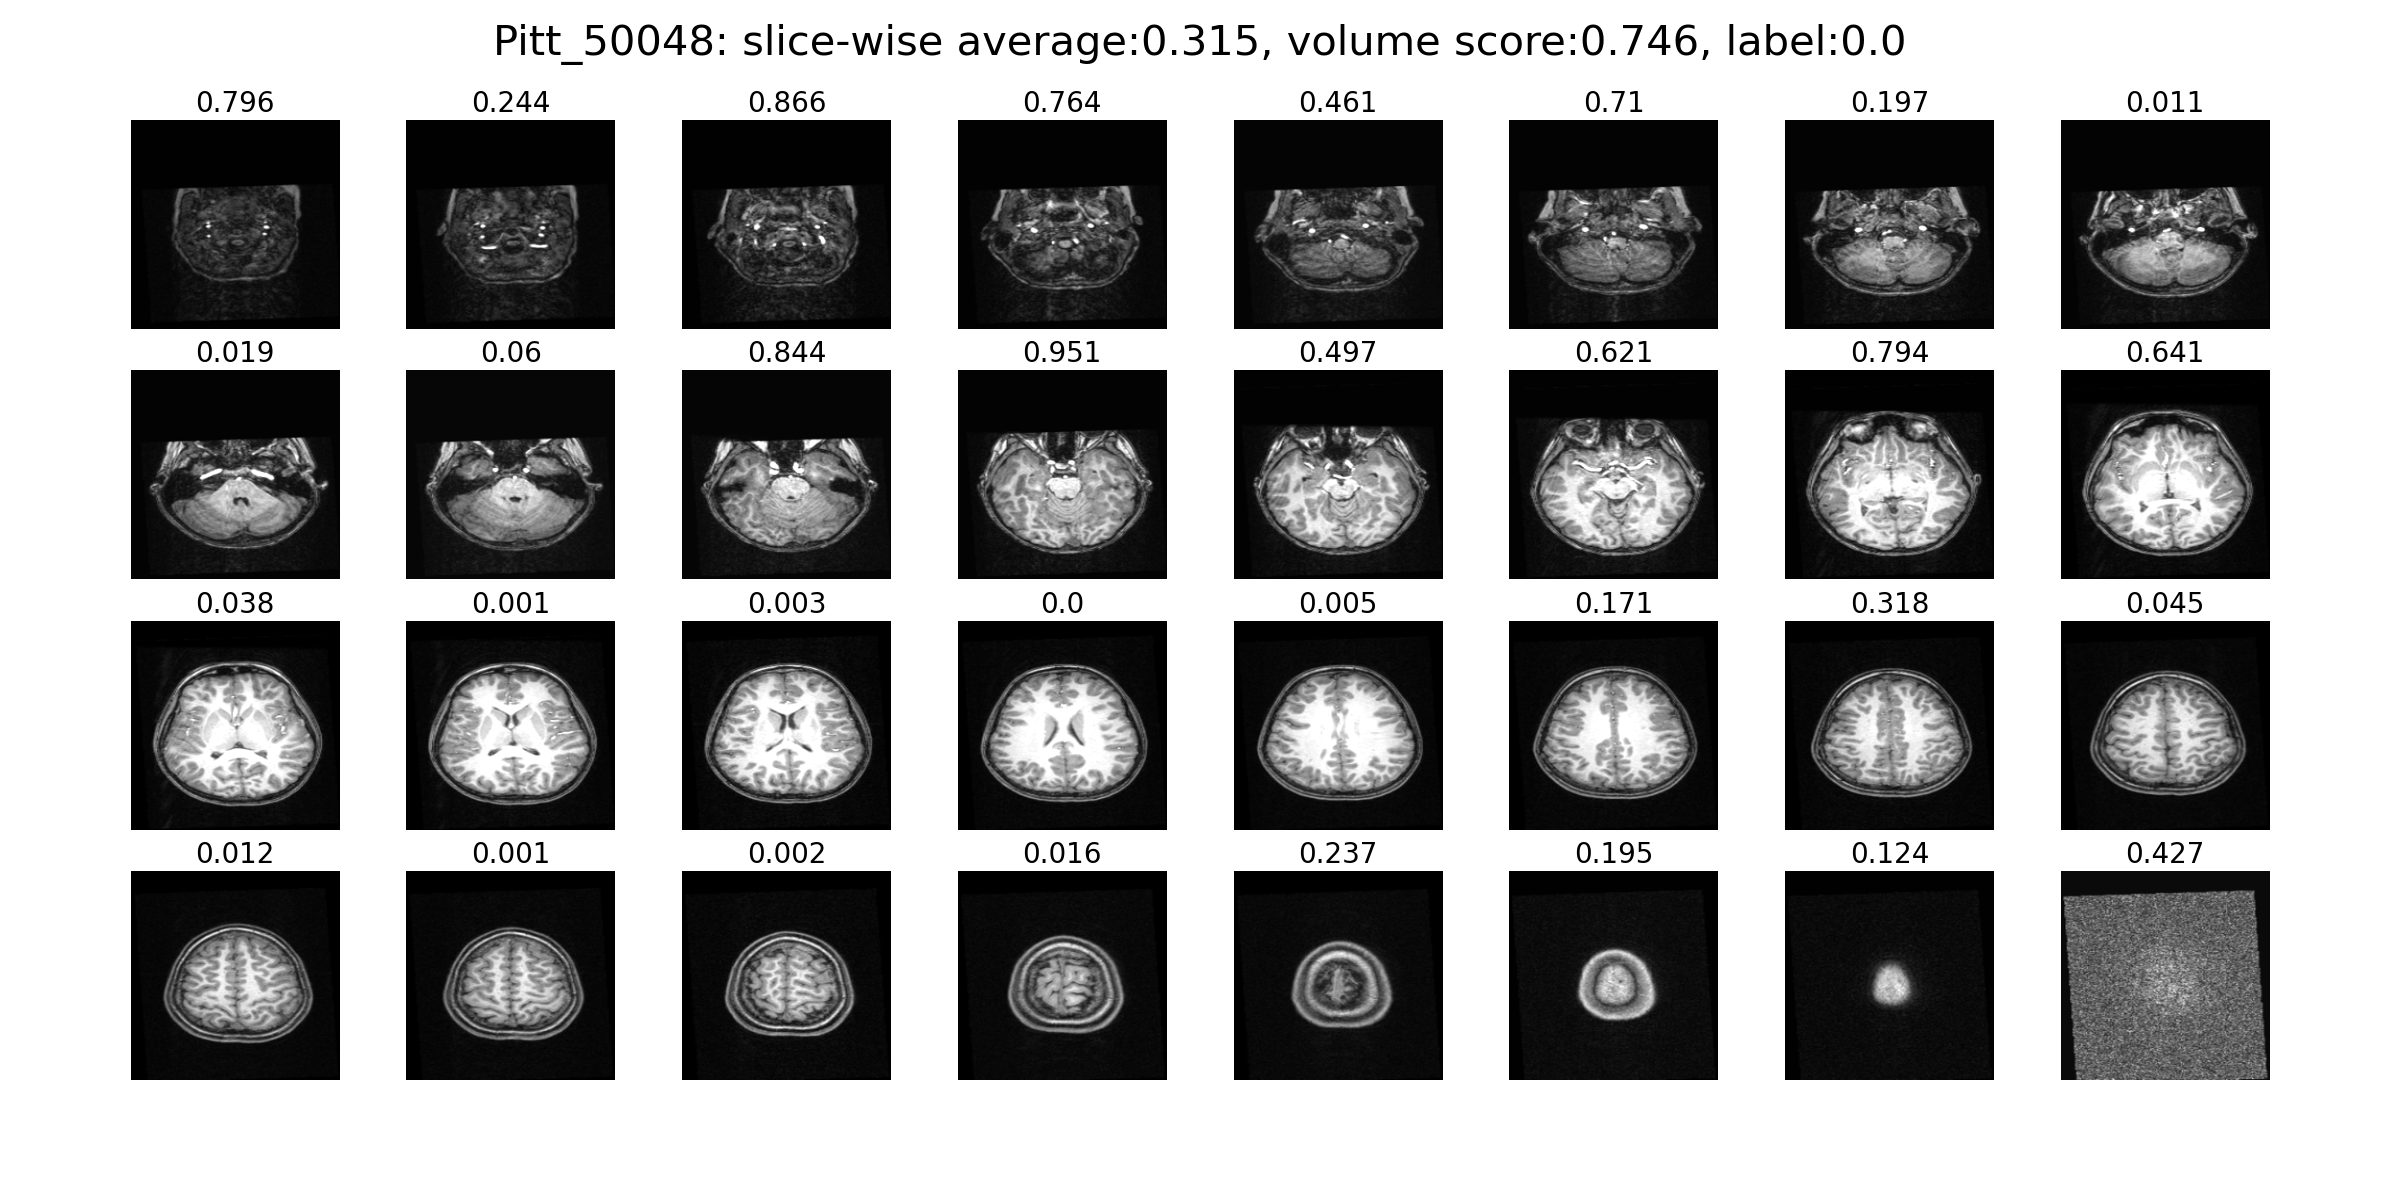 Pitt_50048: slice-wise average:0.315, volume score:0.746, label:0.0
0.796 0.244 0.866 0.764 0.461 0.71 0.197 0.011
0.019 0.06 0.844 0.951 0.497 0.621 0.794 0.641
0.038 0.001 0.003 0.0 0.005 0.171 0.318 0.045
0.012 0.001 0.002 0.016 0.237 0.195 0.124 0.427